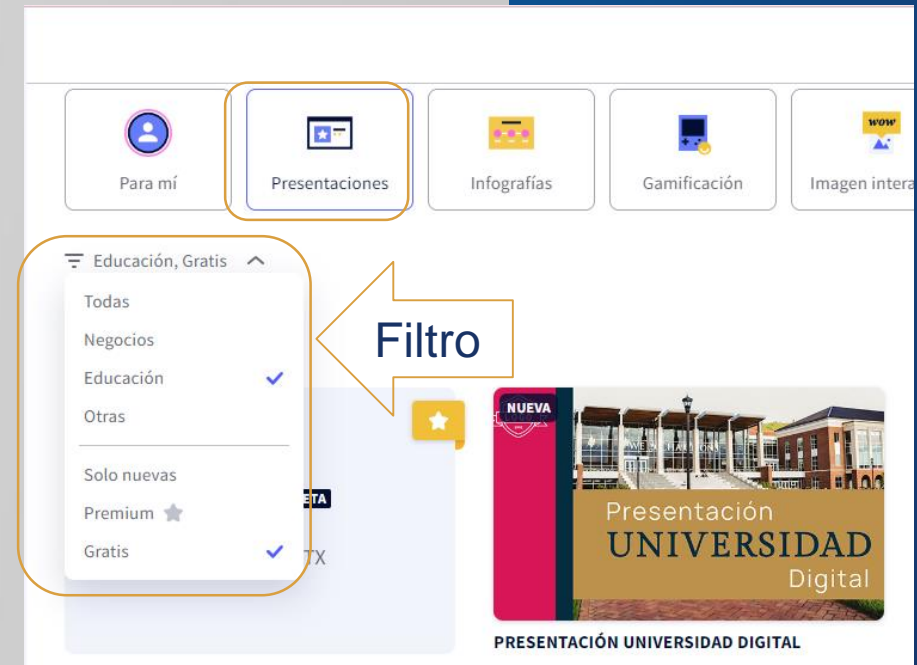 wow
Para mí
Presentaciones
Infografías
Gamificación
Imagen intera
Educación, Gratis
Todas
Negocios
Educación
Otras
Solo nuevas
Premium
Gratis
Filtro
ETA
TX
NUEVA
Presentación
UNIVERSIDAD
Digital
PRESENTACIÓN UNIVERSIDAD DIGITAL